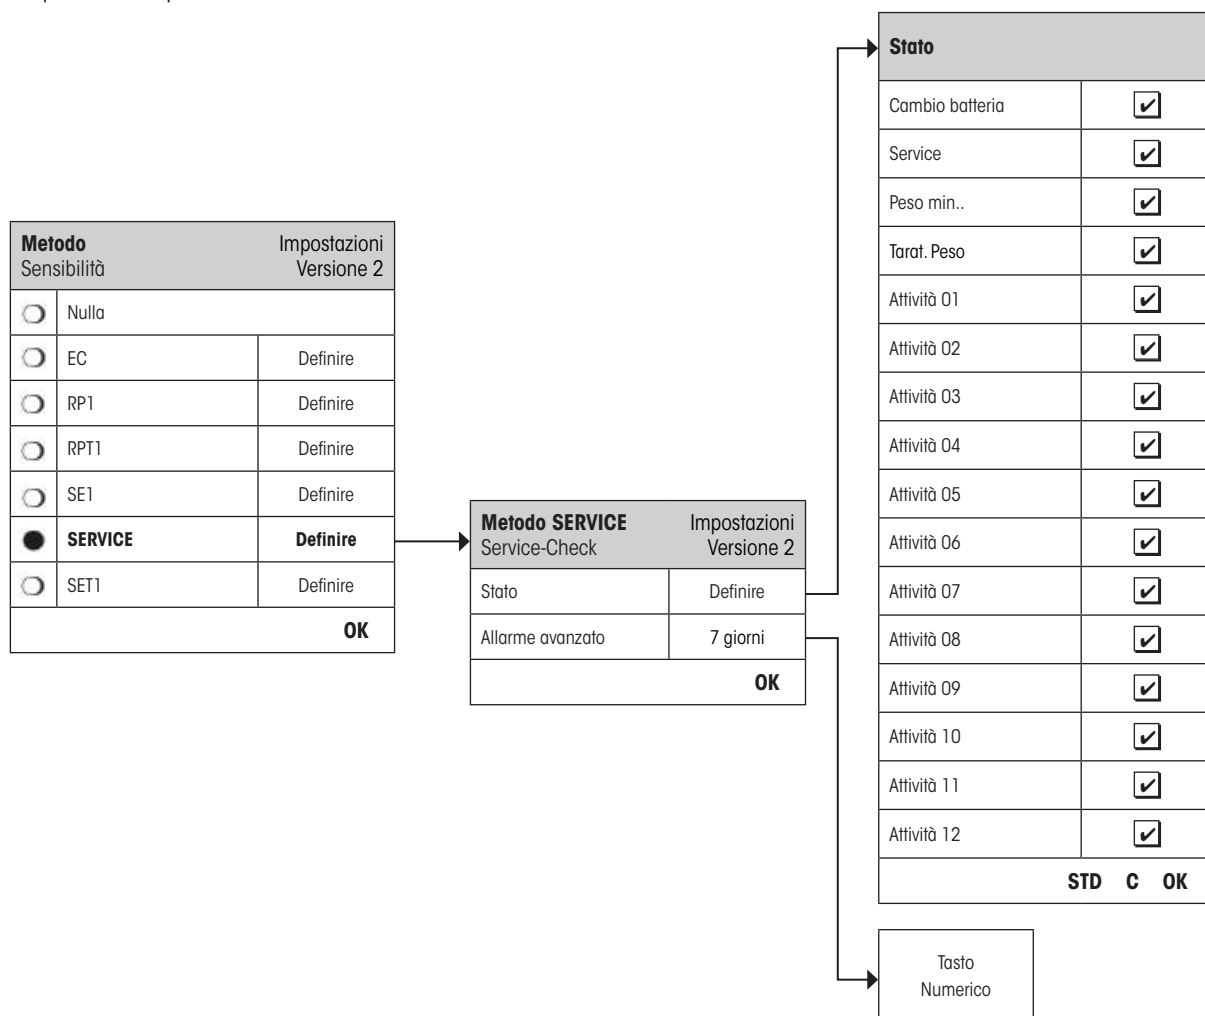 Metodo Impostazioni
Sensibilità Versione 2
Nulla
EC Definire
RP1 Definire
RPT1 Definire
SE1 Definire
SERVICE Definire
SET1 Definire
OK
Metodo SERVICE Impostazioni
Service-Check Versione 2
Stato Definire
Allarme avanzato 7 giorni
OK
Stato
Cambio batteria
Service
Peso min..
Tarat. Peso
Attività 01
Attività 02
Attività 03
Attività 04
Attività 05
Attività 06
Attività 07
Attività 08
Attività 09
Attività 10
Attività 11
Attività 12
STD C OK
Tasto
Numerico